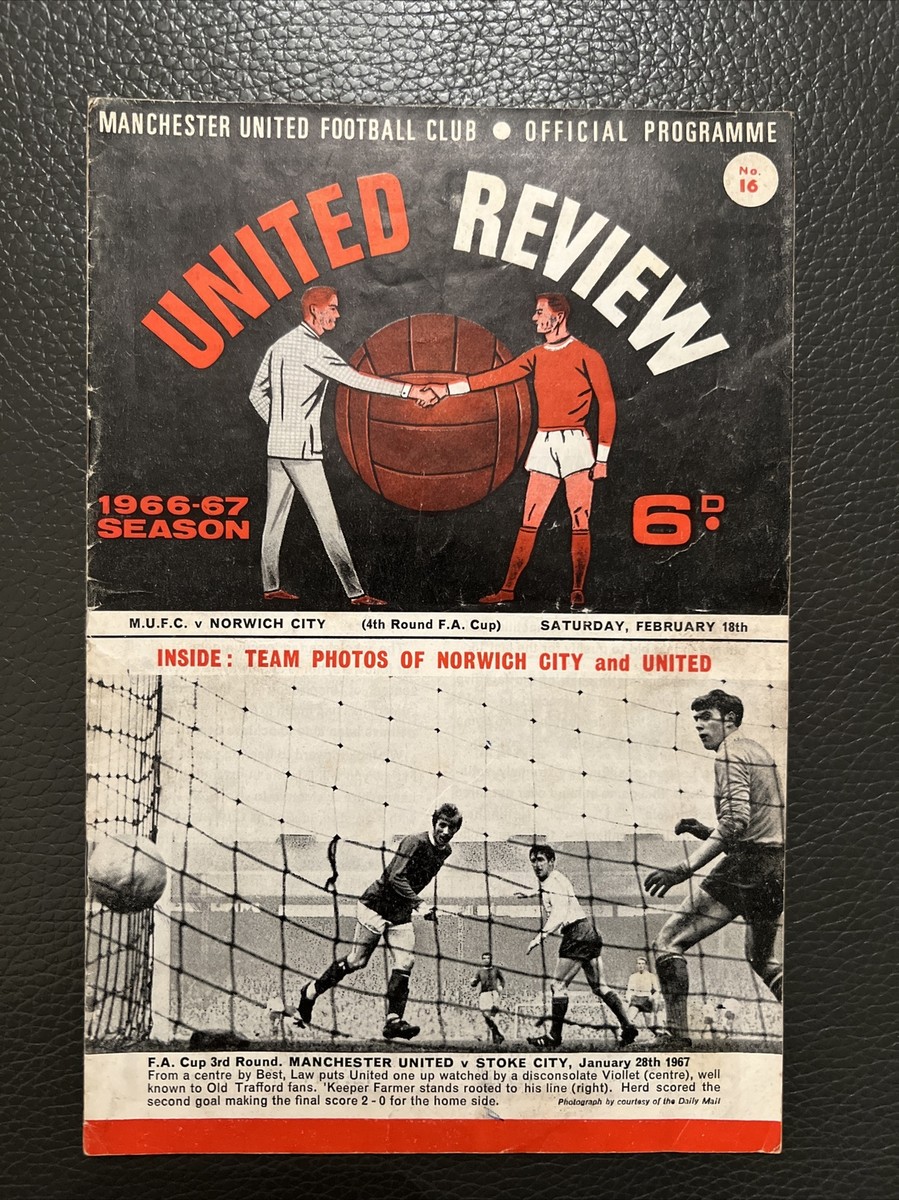 MANCHESTER UNITED FOOTBALL CLUB ● OFFICIAL PROGRAMME
No.
16
UNITED REVIEW
1966-67
SEASON
6D.
M.U.F.C. v NORWICH CITY (4th Round F.A. Cup) SATURDAY, FEBRUARY 18th
INSIDE: TEAM PHOTOS OF NORWICH CITY and UNITED
F.A. Cup 3rd Round. MANCHESTER UNITED v STOKE CITY, January 28th 1967
From a centre by Best, Law puts United one up watched by a disconsolate Viollet (centre), well
known to Old Trafford fans. 'Keeper Farmer stands rooted to his line (right). Herd scored the
second goal making the final score 2 - 0 for the home side. Photograph by courtesy of the Daily Mail